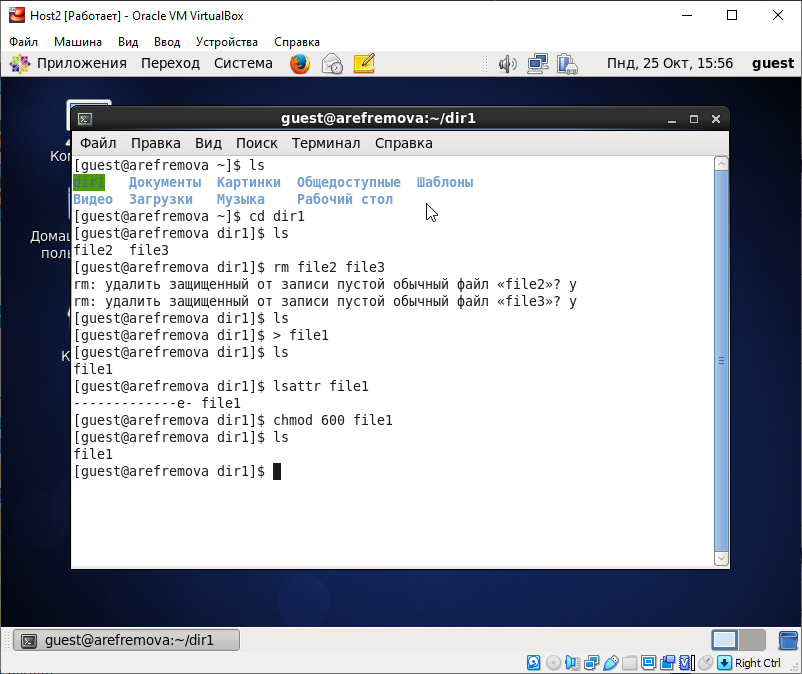 Host2 [Работает] - Oracle VM VirtualBox
Файл Машина Вид Ввод Устройства Справка
Приложения Переход Система Пнд, 25 Окт, 15:56 guest
guest@arefremova:~/dir1
Файл Правка Вид Поиск Терминал Справка
[guest@arefremova ~]$ ls
dir1 Документы Картинки Общедоступные Шаблоны
Видео Загрузки Музыка Рабочий стол
[guest@arefremova ~]$ cd dir1
[guest@arefremova dir1]$ ls
file2 file3
[guest@arefremova dir1]$ rm file2 file3
rm: удалить защищенный от записи пустой обычный файл «file2»? y
rm: удалить защищенный от записи пустой обычный файл «file3»? y
[guest@arefremova dir1]$ ls
[guest@arefremova dir1]$ > file1
[guest@arefremova dir1]$ ls
file1
[guest@arefremova dir1]$ lsattr file1
-------------e- file1
[guest@arefremova dir1]$ chmod 600 file1
[guest@arefremova dir1]$ ls
file1
[guest@arefremova dir1]$
guest@arefremova:~/dir1
Right Ctrl